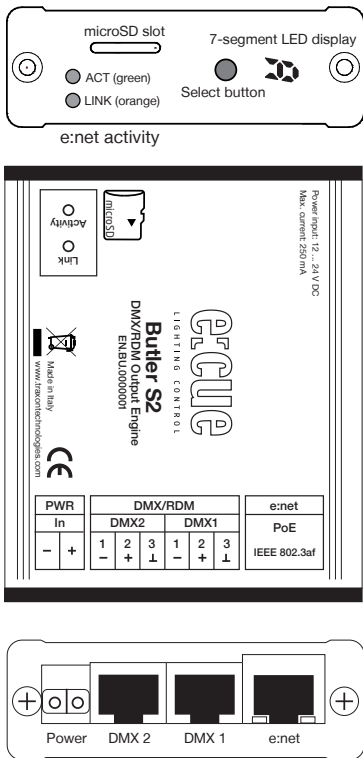 microSD slot
7-segment LED display
ACT (green)
LINK (orange)
Select button
e:net activity
Activity
Link
microSD
Power input: 12 ... 24 V DC
Max. current: 250 mA
e:cue
LIGHTING CONTROL
Butler S2
DMX/RDM Output Engine
EN.BU.0000001
Made in Italy
www.traxontechnologies.com
CE
PWR DMX/RDM e:net
In DMX2 DMX1 PoE
1 2 3 1 2 3 IEEE 802.3af
− + − + ⊥ − + ⊥
Power DMX 2 DMX 1 e:net